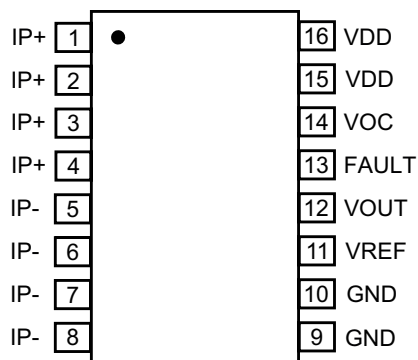 IP+ 1 16 VDD
IP+ 2 15 VDD
IP+ 3 14 VOC
IP+ 4 13 FAULT
IP- 5 12 VOUT
IP- 6 11 VREF
IP- 7 10 GND
IP- 8 9 GND